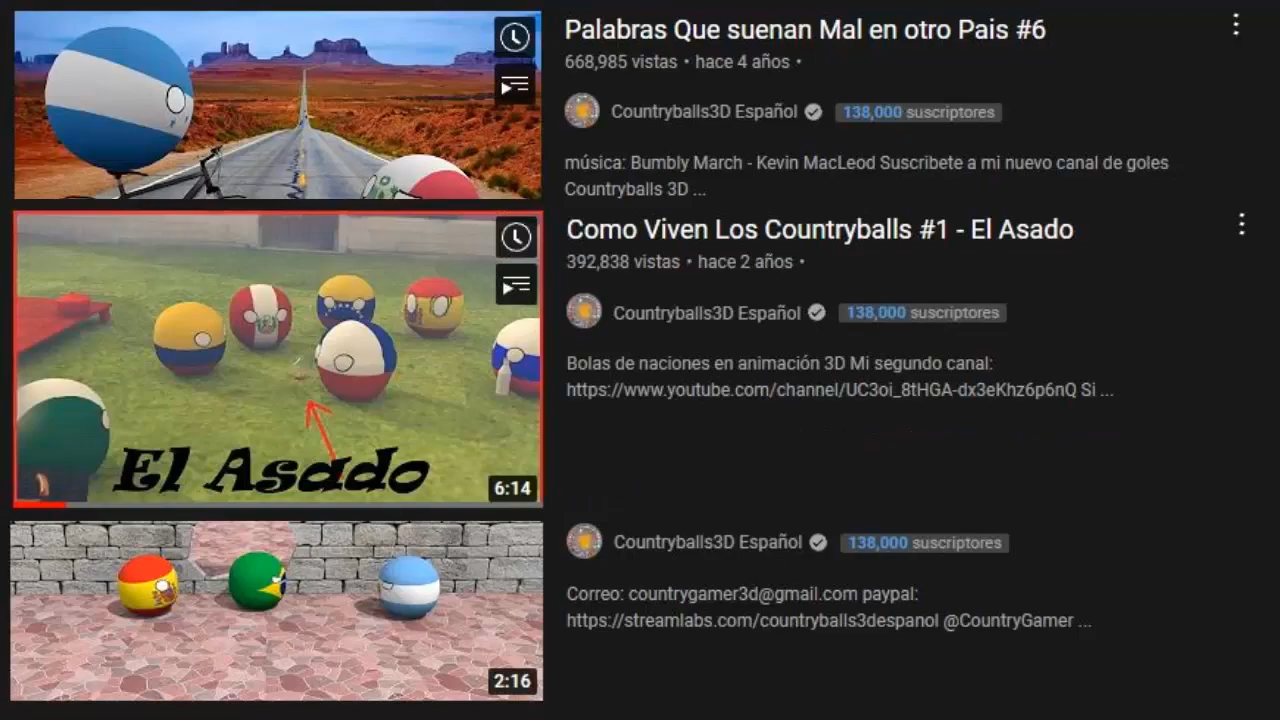 Palabras Que suenan Mal en otro Pais #6
668,985 vistas • hace 4 años •
Countryballs3D Español 138,000 suscriptores
música: Bumbly March - Kevin MacLeod Suscribete a mi nuevo canal de goles
Countryballs 3D ...
Como Viven Los Countryballs #1 - El Asado
392,838 vistas • hace 2 años •
Countryballs3D Español 138,000 suscriptores
Bolas de naciones en animación 3D Mi segundo canal:
https://www.youtube.com/channel/UC3oi_8tHGA-dx3eKhz6p6nQ Si ...
El Asado
6:14
Countryballs3D Español 138,000 suscriptores
Correo: countrygamer3d@gmail.com paypal:
https://streamlabs.com/countryballs3despanol @CountryGamer ...
2:16